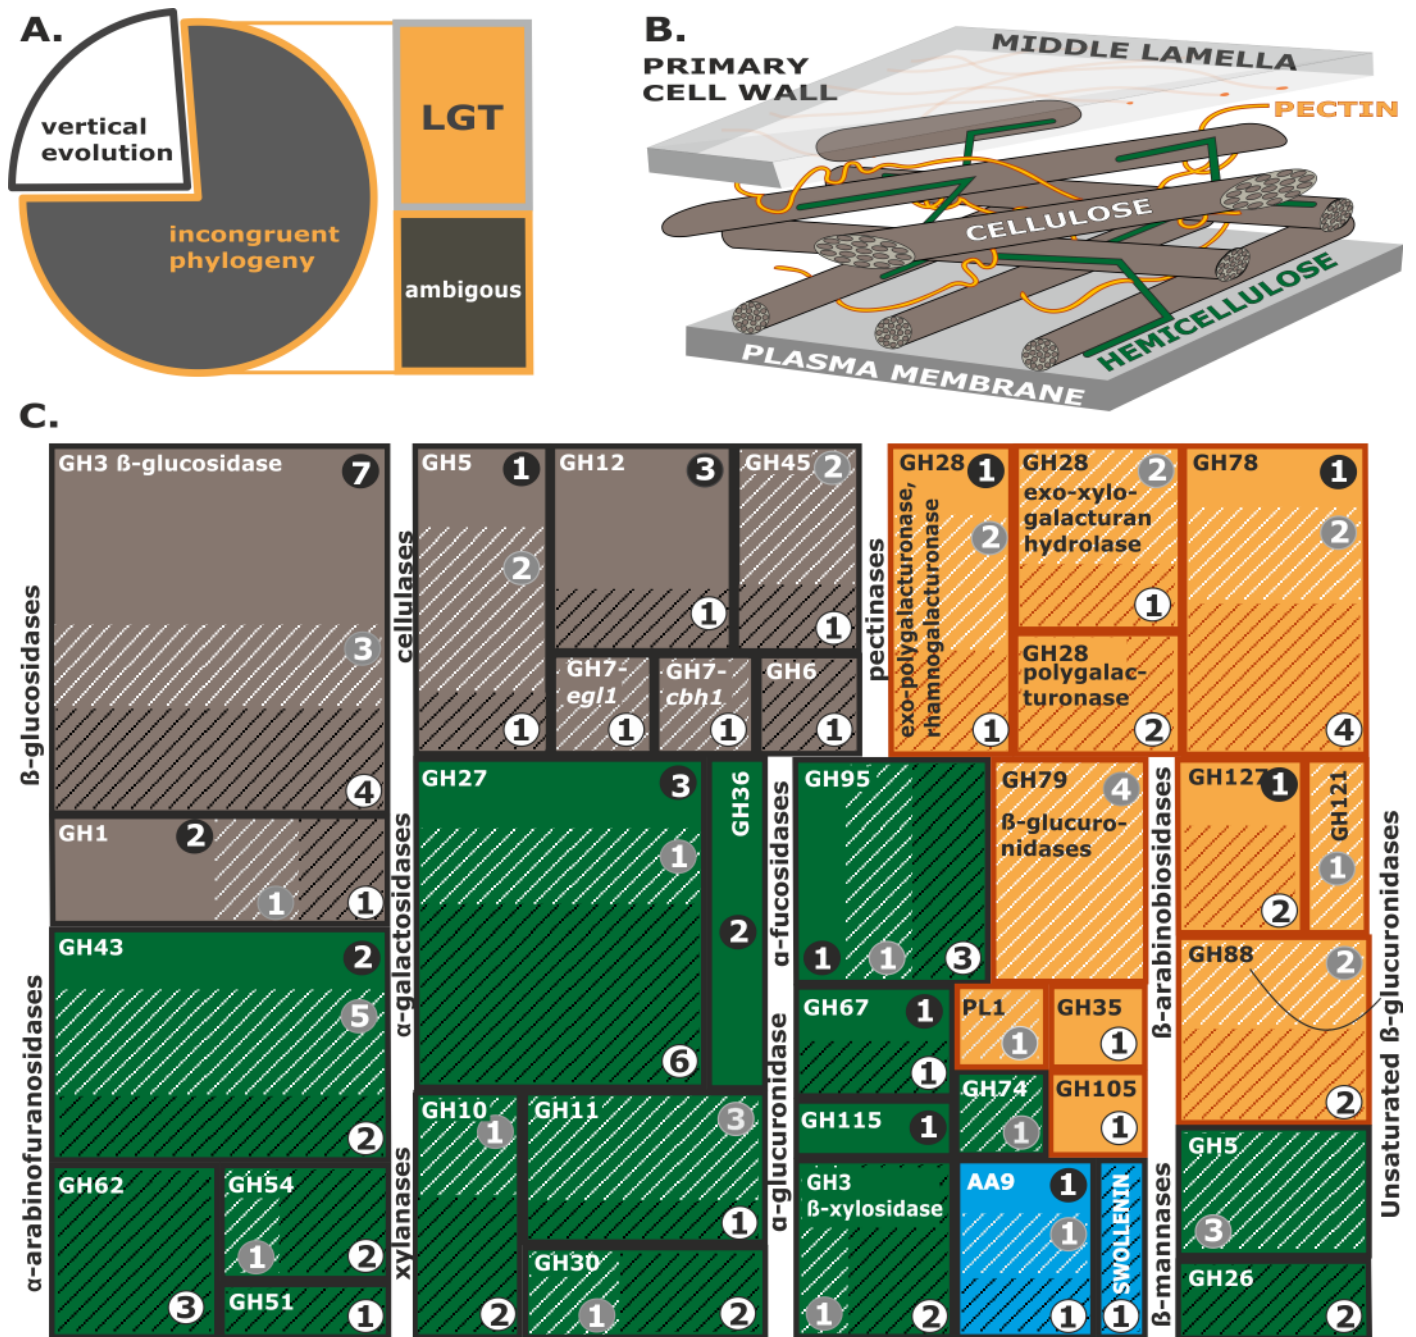 A.
vertical
evolution
incongruent
phylogeny
LGT
ambigous
B.
PRIMARY
CELL WALL
MIDDLE LAMELLA
PECTIN
CELLULOSE
HEMICELLULOSE
PLASMA MEMBRANE
C.
ß-glucosidases
GH3 ß-glucosidase
7
3
4
GH1
2
1
1
α-arabinofuranosidases
GH43
2
5
2
GH62
3
GH54
1
2
GH51
1
cellulases
GH5
1
2
1
GH12
3
1
GH45
2
1
GH7-
egl1
1
GH7-
cbh1
1
GH6
1
α-galactosidases
GH27
3
1
6
GH36
2
xylanases
GH10
1
2
GH11
3
1
GH30
1
2
pectinases
GH28
exo-polygalacturonase,
rhamnogalacturonase
1
2
1
GH28
exo-xylo-
galacturan
hydrolase
2
1
GH28
polygalac-
turonase
2
GH78
1
2
4
α-fucosidases
GH95
1
1
3
GH79
ß-glucuro-
nidases
4
α-glucuronidase
GH67
1
1
GH115
1
PL1
1
GH35
1
GH74
1
GH105
1
GH3
ß-xylosidase
1
2
AA9
1
1
1
SWOLLENIN
1
ß-arabinobiosidases
GH127
1
2
GH121
1
Unsaturated ß-glucuronidases
GH88
2
2
ß-mannases
GH5
3
GH26
2